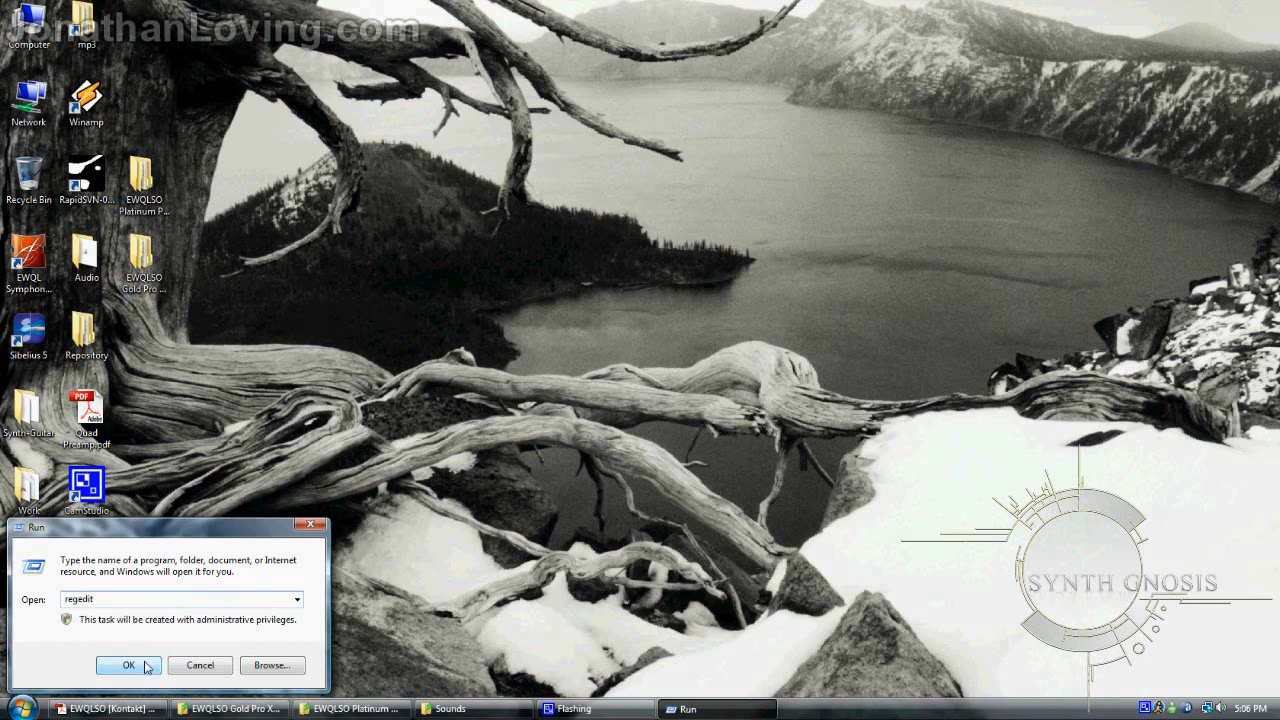 JonathanLoving.com
Computer
mp3
Network
Winamp
Recycle Bin
RapidSVN-0...
EWQLSO
Platinum P...
EWQL
Symphon...
Audio
EWQLSO
Gold Pro ...
Sibelius 5
Repository
Synth-Guitar
Quad
Preamp.pdf
PDF
Adobe
Work
CamStudio
Run
Type the name of a program, folder, document, or Internet
resource, and Windows will open it for you.
Open:
regedit
This task will be created with administrative privileges.
OK
Cancel
Browse...
SYNTH GNOSIS
EWQLSO [Kontakt] ...
EWQLSO Gold Pro X...
EWQLSO Platinum ...
Sounds
Flashing
Run
5:06 PM